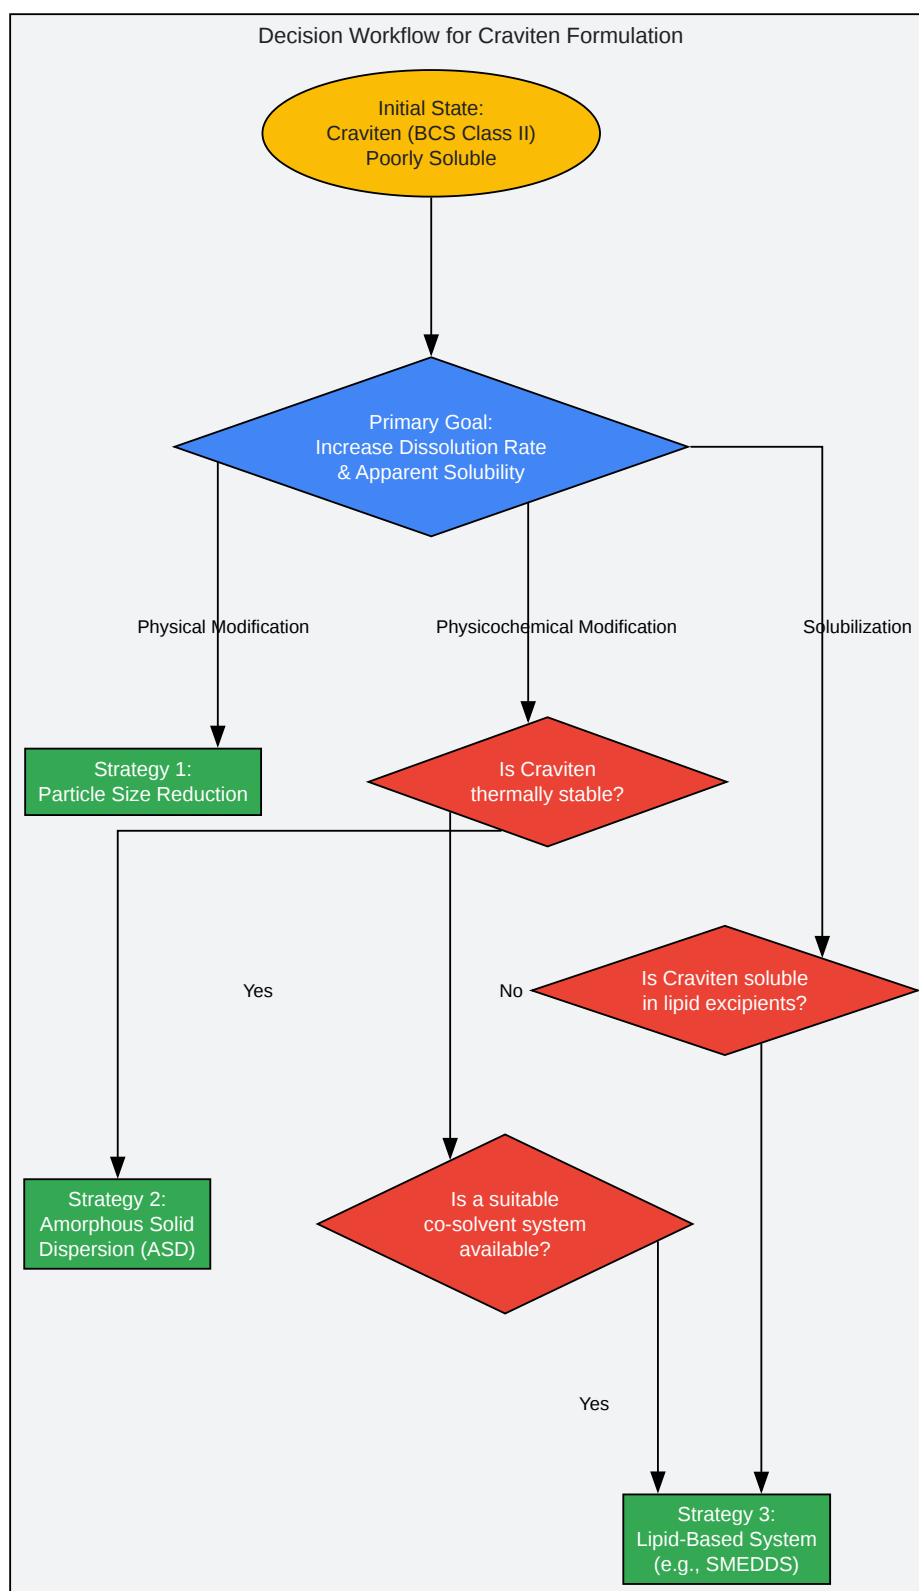 Decision Workflow for Craviten Formulation
Initial State:
Craviten (BCS Class II)
Poorly Soluble
Primary Goal:
Increase Dissolution Rate
& Apparent Solubility
Physical Modification
Physicochemical Modification
Solubilization
Strategy 1:
Particle Size Reduction
Is Craviten
thermally stable?
Yes
No
Is Craviten soluble
in lipid excipients?
Strategy 2:
Amorphous Solid
Dispersion (ASD)
Is a suitable
co-solvent system
available?
Yes
Strategy 3:
Lipid-Based System
(e.g., SMEDDS)